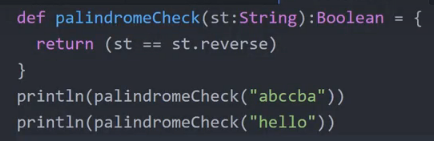 def palindromeCheck(st:String):Boolean = {
  return (st == st.reverse)
}
println(palindromeCheck("abccba"))
println(palindromeCheck("hello"))